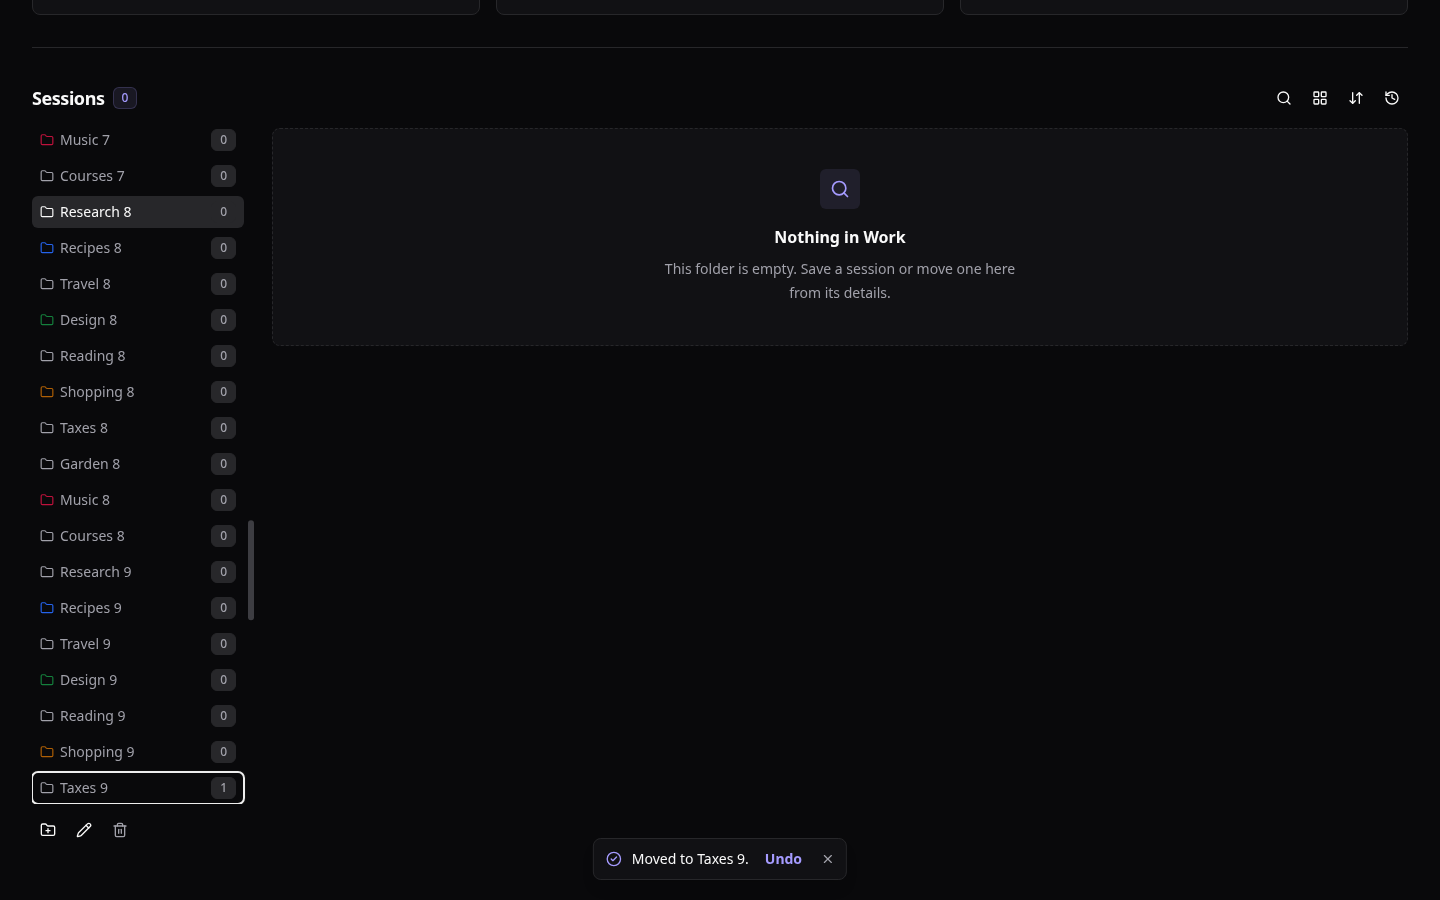 Sessions 0
Music 7 0
Courses 7 0
Research 8 0
Recipes 8 0
Travel 8 0
Design 8 0
Reading 8 0
Shopping 8 0
Taxes 8 0
Garden 8 0
Music 8 0
Courses 8 0
Research 9 0
Recipes 9 0
Travel 9 0
Design 9 0
Reading 9 0
Shopping 9 0
Taxes 9 1
Nothing in Work
This folder is empty. Save a session or move one here
from its details.
Moved to Taxes 9. Undo